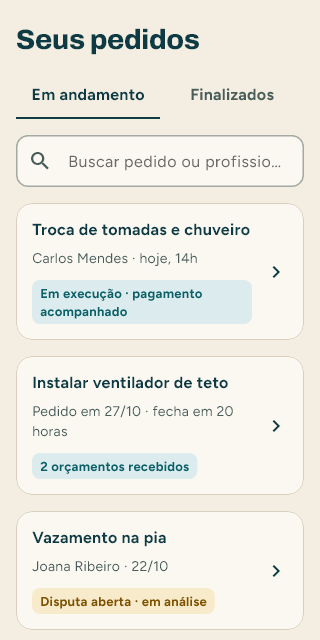 Seus pedidos
Em andamento
Finalizados
Buscar pedido ou profissio...
Troca de tomadas e chuveiro
Carlos Mendes · hoje, 14h
Em execução · pagamento
acompanhado
Instalar ventilador de teto
Pedido em 27/10 · fecha em 20
horas
2 orçamentos recebidos
Vazamento na pia
Joana Ribeiro · 22/10
Disputa aberta · em análise